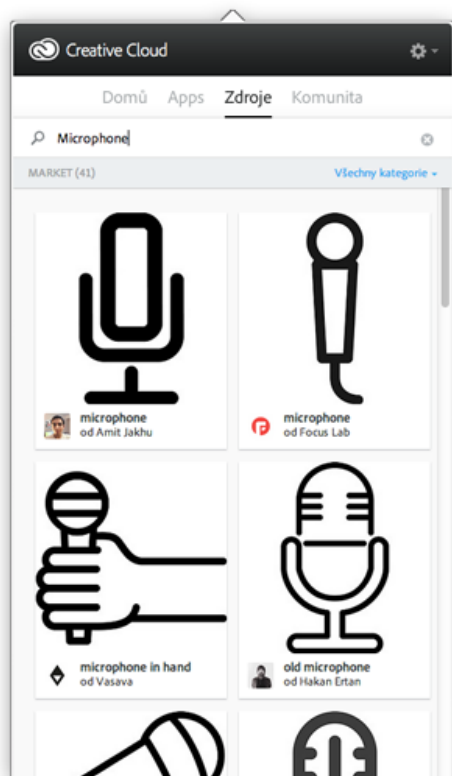 Creative Cloud
Domů Apps Zdroje Komunita
Microphone
MARKET (41) Všechny kategorie
microphone
od Amit Jakhu
microphone
od Focus Lab
microphone in hand
od Vasava
old microphone
od Hakan Ertan